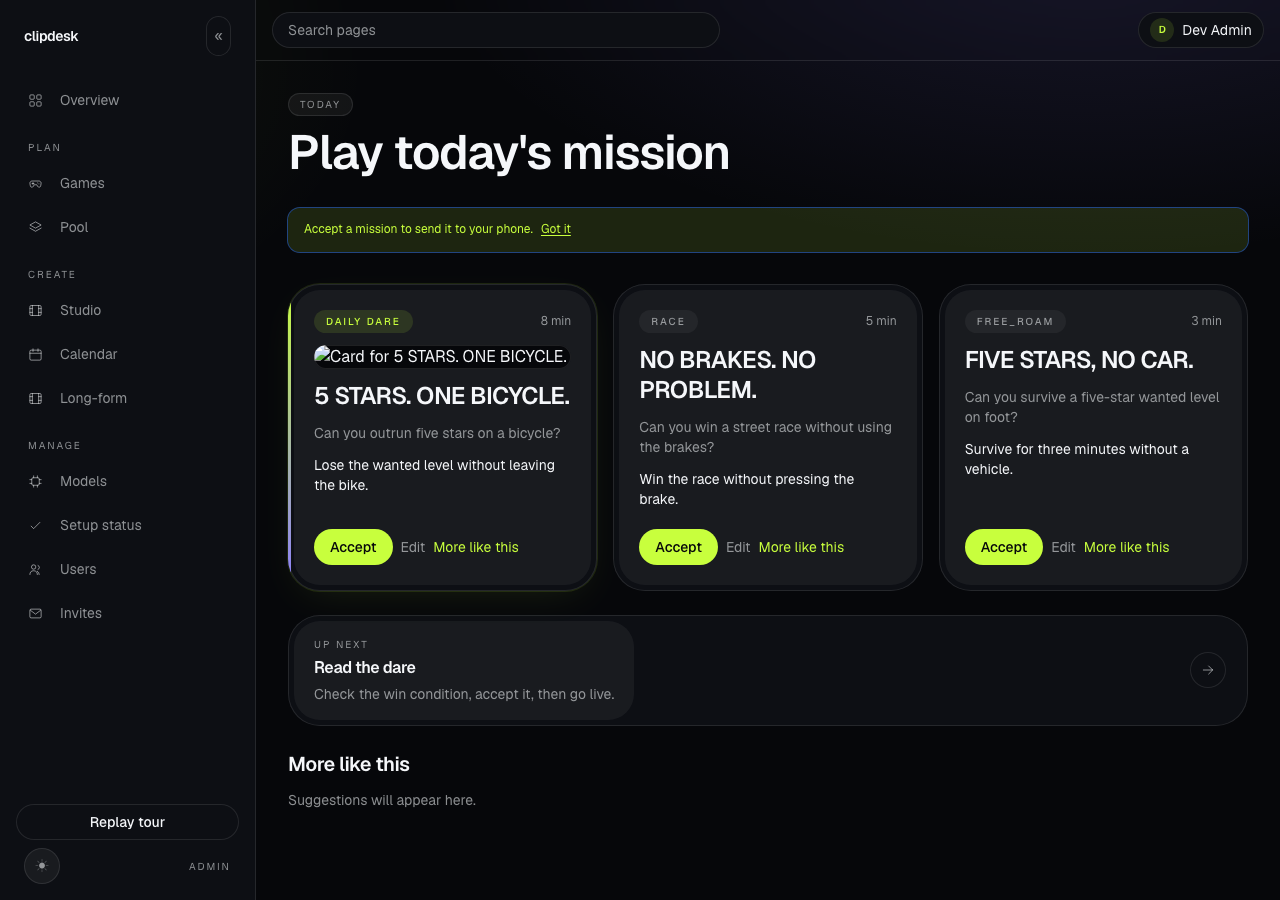 clipdesk
«
Search pages
D
Dev Admin
Overview
PLAN
Games
Pool
CREATE
Studio
Calendar
Long-form
MANAGE
Models
Setup status
Users
Invites
Replay tour
ADMIN
TODAY
Play today's mission
Accept a mission to send it to your phone. Got it
DAILY DARE
8 min
Card for 5 STARS. ONE BICYCLE.
5 STARS. ONE BICYCLE.
Can you outrun five stars on a bicycle?
Lose the wanted level without leaving
the bike.
Accept Edit More like this
RACE
5 min
NO BRAKES. NO
PROBLEM.
Can you win a street race without using
the brakes?
Win the race without pressing the
brake.
Accept Edit More like this
FREE_ROAM
3 min
FIVE STARS, NO CAR.
Can you survive a five-star wanted level
on foot?
Survive for three minutes without a
vehicle.
Accept Edit More like this
UP NEXT
Read the dare
Check the win condition, accept it, then go live.
More like this
Suggestions will appear here.